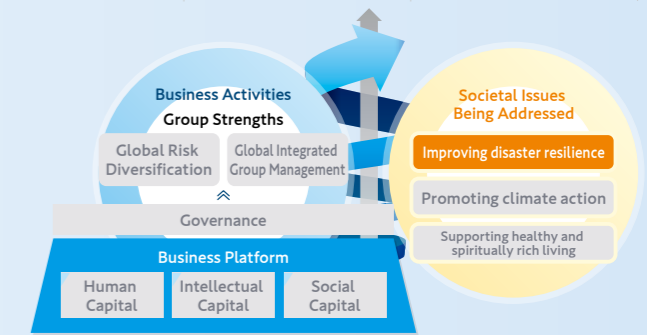 Business Activities
Group Strengths
Global Risk
Diversification
Global Integrated
Group Management
Governance
Business Platform
Human
Capital
Intellectual
Capital
Social
Capital
Societal Issues
Being Addressed
Improving disaster resilience
Promoting climate action
Supporting healthy and
spiritually rich living